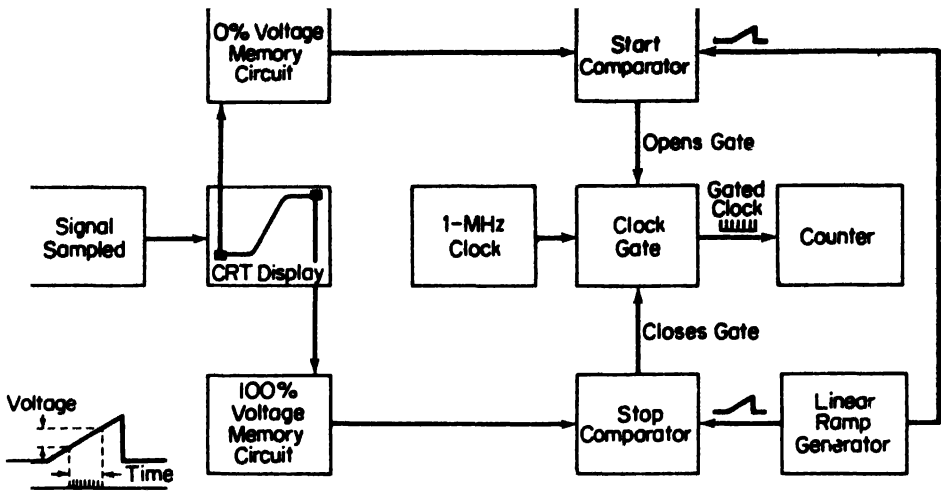 0% Voltage
Memory
Circuit
Start
Comparator
Opens Gate
Signal
Sampled
CRT Display
1-MHz
Clock
Clock
Gate
Gated
Clock
Counter
Closes Gate
100%
Voltage
Memory
Circuit
Stop
Comparator
Linear
Ramp
Generator
Voltage
Time